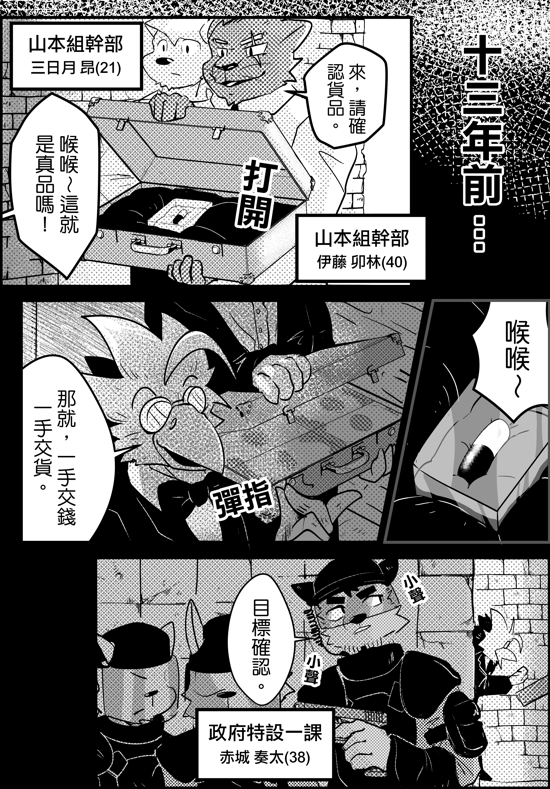 十三年前⋯
來，請確
認貨品。
山本組幹部
三日月 昂(21)
打開
山本組幹部
伊藤 卯林(40)
喉喉～這就
是真品嗎！
喉喉～
那就，一手交錢
一手交貨。
彈指
小聲
目標確認。
小聲
政府特設一課
赤城 奏太(38)